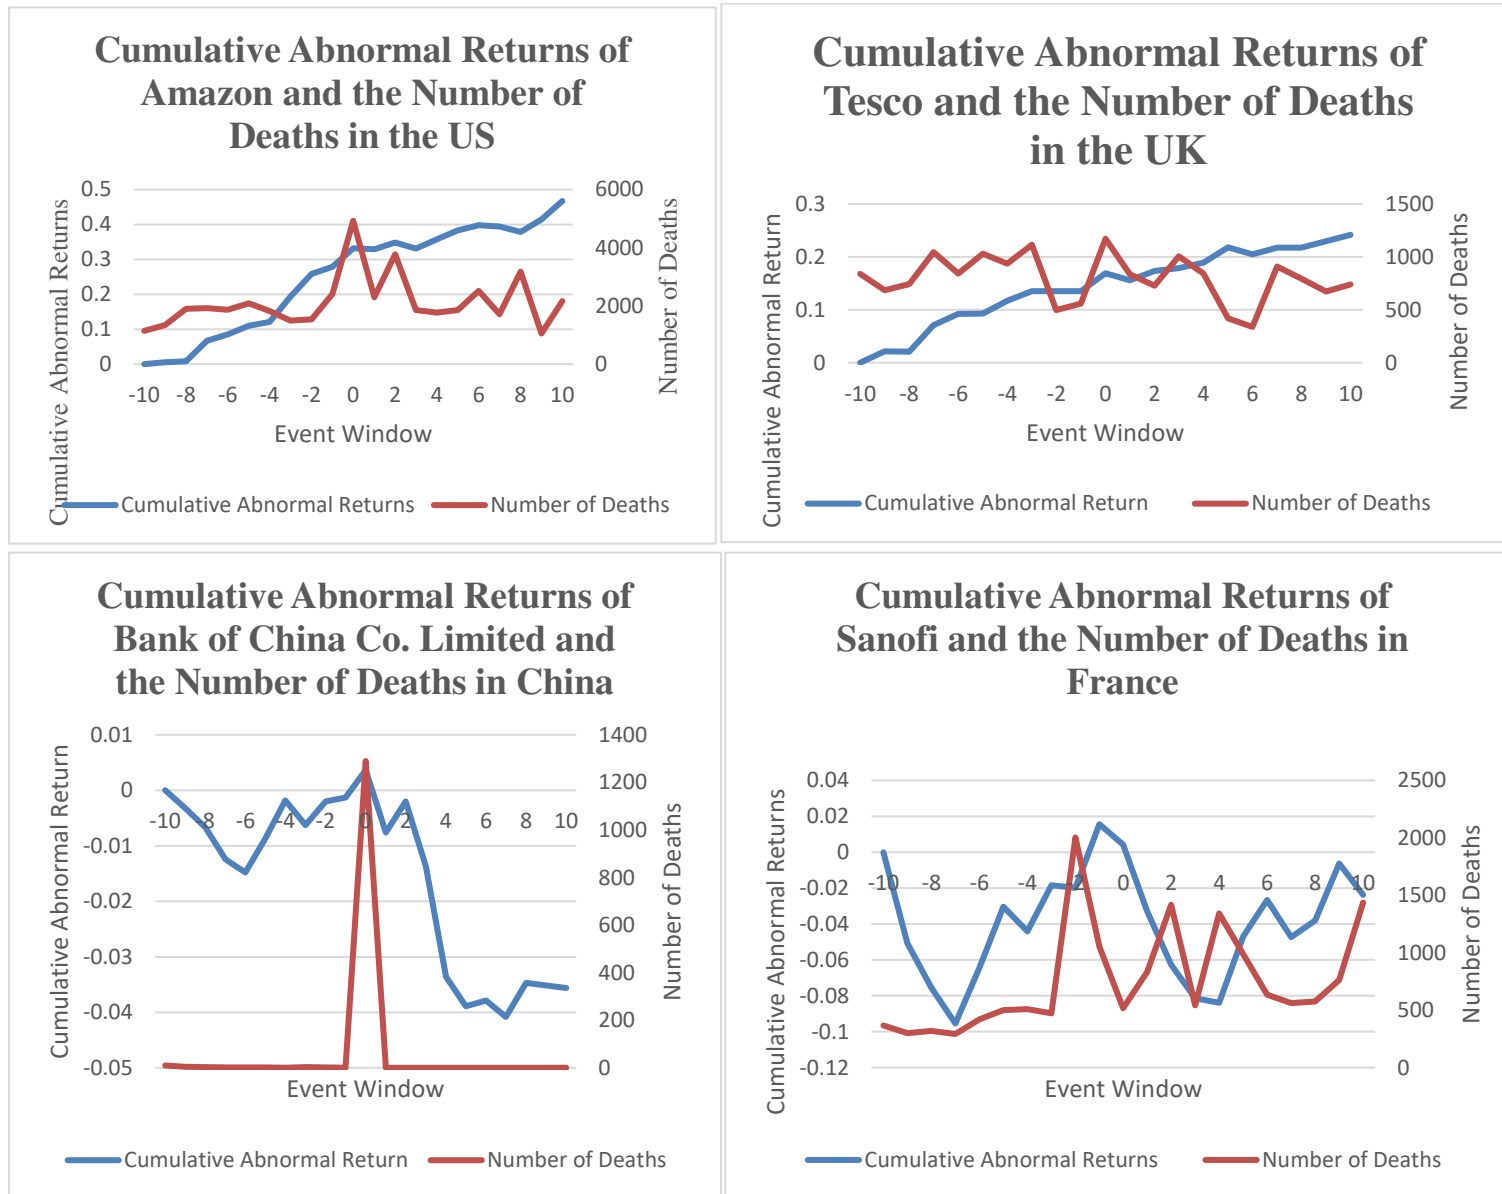 Cumulative Abnormal Returns of
Amazon and the Number of
Deaths in the US
Cumulative Abnormal Returns
0.5
0.4
0.3
0.2
0.1
0
6000
4000
2000
0
Number of Deaths
-10 -8 -6 -4 -2 0 2 4 6 8 10
Event Window
Cumulative Abnormal Returns Number of Deaths
Cumulative Abnormal Returns of
Tesco and the Number of Deaths
in the UK
Cumulative Abnormal Return
0.3
0.2
0.1
0
1500
1000
500
0
Number of Deaths
-10 -8 -6 -4 -2 0 2 4 6 8 10
Event Window
Cumulative Abnormal Return Number of Deaths
Cumulative Abnormal Returns of
Bank of China Co. Limited and
the Number of Deaths in China
Cumulative Abnormal Return
0.01
0
-0.01
-0.02
-0.03
-0.04
-0.05
1400
1200
1000
800
600
400
200
0
Number of Deaths
-10 -8 -6 -4 -2 0 2 4 6 8 10
Event Window
Cumulative Abnormal Return Number of Deaths
Cumulative Abnormal Returns of
Sanofi and the Number of Deaths in
France
Cumulative Abnormal Returns
0.04
0.02
0
-0.02
-0.04
-0.06
-0.08
-0.1
-0.12
2500
2000
1500
1000
500
0
Number of Deaths
-10 -8 -6 -4 -2 0 2 4 6 8 10
Event Window
Cumulative Abnormal Returns Number of Deaths